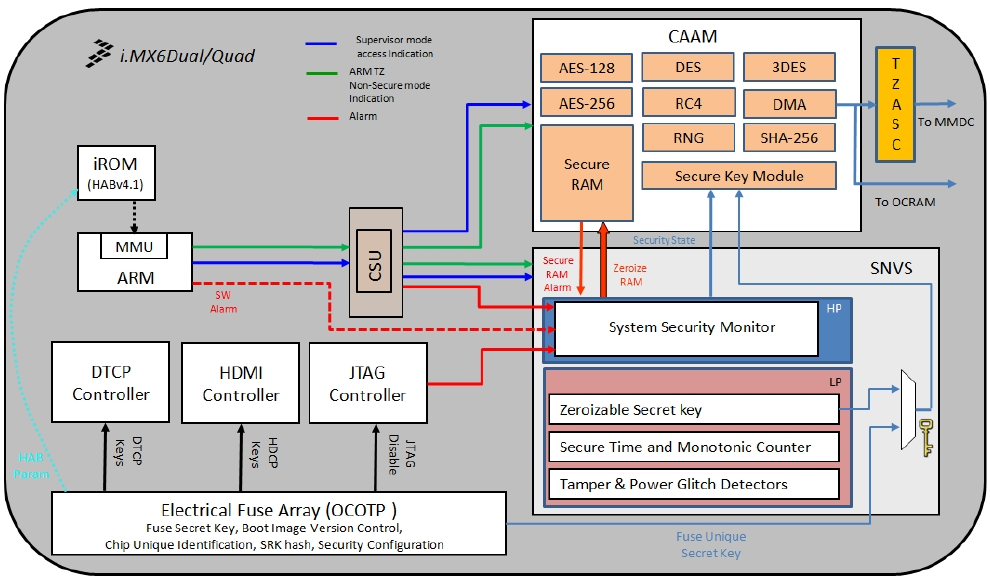 i.MX6Dual/Quad
Supervisor mode
access Indication
ARM TZ
Non-Secure mode
Indication
Alarm
CAAM
AES-128
DES
3DES
AES-256
RC4
DMA
RNG
SHA-256
Secure
RAM
Secure Key Module
T
Z
A
S
C
To MMDC
To OCRAM
iROM
(HABv4.1)
MMU
ARM
CSU
SW
Alarm
Security State
Secure
RAM
Alarm
Zeroize
RAM
SNVS
HP
System Security Monitor
LP
Zeroizable Secret key
Secure Time and Monotonic Counter
Tamper & Power Glitch Detectors
DTCP
Controller
HDMI
Controller
JTAG
Controller
HAB
Param
DTCP
Keys
HDCP
Keys
JTAG
Disable
Electrical Fuse Array (OCOTP )
Fuse Secret Key, Boot Image Version Control,
Chip Unique Identification, SRK hash, Security Configuration
Fuse Unique
Secret Key